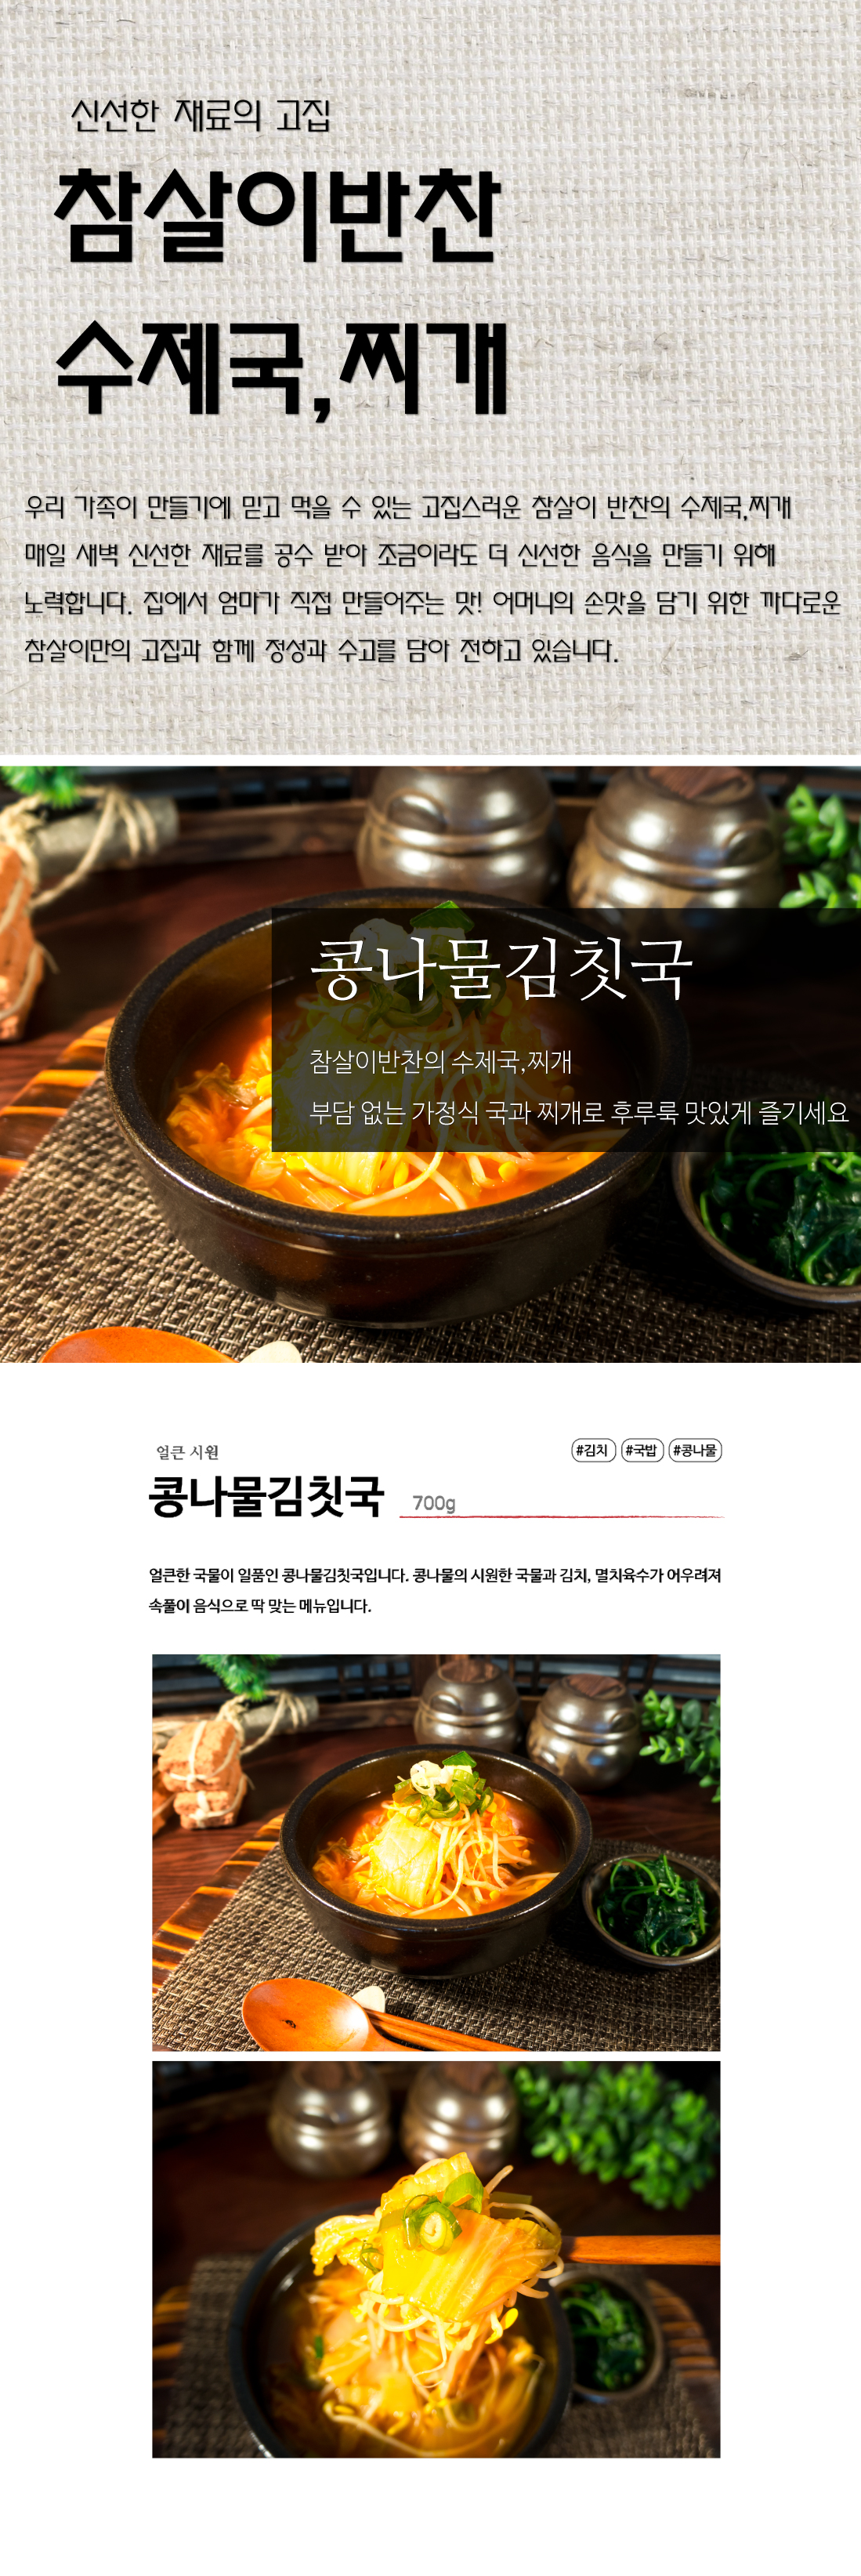 신선한 재료의 고집
참살이반찬
수제국,찌개
우리 가족이 만들기에 믿고 먹을 수 있는 고집스러운 참살이 반찬의 수제국,찌개
매일 새벽 신선한 재료를 공수 받아 조금이라도 더 신선한 음식을 만들기 위해
노력합니다. 집에서 엄마가 직접 만들어주는 맛! 어머니의 손맛을 담기 위한 까다로운
참살이만의 고집과 함께 정성과 수고를 담아 전하고 있습니다.
콩나물김칫국
참살이반찬의 수제국,찌개
부담 없는 가정식 국과 찌개로 후루룩 맛있게 즐기세요
얼큰 시원
#김치 #국밥 #콩나물
콩나물김칫국 700g
얼큰한 국물이 일품인 콩나물김칫국입니다. 콩나물의 시원한 국물과 김치, 멸치육수가 어우려져
속풀이 음식으로 딱 맞는 메뉴입니다.